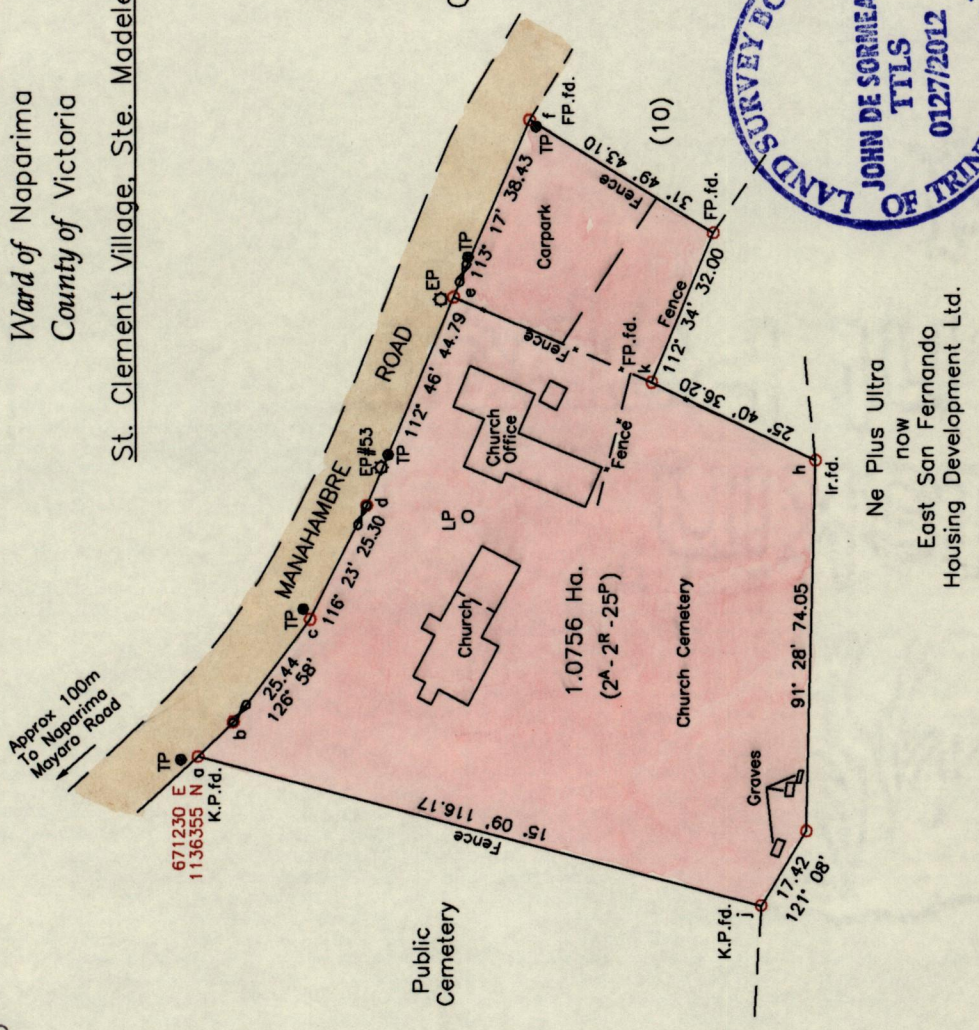 Ward of Naparima
County of Victoria
St. Clement Village, Ste. Madele
Approx 100m
To Naparima
Mayaro Road
MANAHAMBRE ROAD
TP
671230 E
1136355 N
a
K.P.fd.
b
25.44
126° 58'
TP
c
116° 23' 25.30
d
EP#53
TP
112° 46' 44.79
EP
e
TP
113° 17' 38.43
TP
f
FP.fd.
Fence
31° 49' 43.10
(10)
Carpark
FP.fd.
Fence
112° 34' 32.00
Fence
Fence
FP.fd.
k
25° 40' 36.20
h
Ir.fd.
Church
Office
LP
Church
1.0756 Ha.
(2A-2R-25P)
Church Cemetery
91° 28' 74.05
Graves
17.42
121° 08'
K.P.fd.
j
Fence
15° 09' 116.17
Public
Cemetery
Ne Plus Ultra
now
East San Fernando
Housing Development Ltd.
LAND SURVEY BO
JOHN DE SORMEA
TTLS
0127/2012
OF TRIN